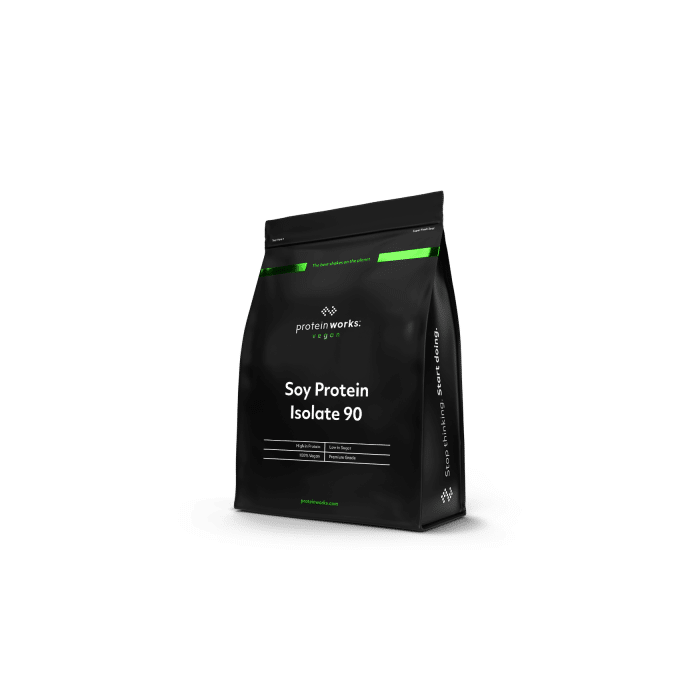 The best shakes on the planet
protein works:
vegan
Soy Protein
Isolate 90
High in Protein
Low in Sugar
100% Vegan
Premium Grade
proteinworks.com
Stop thinking. Start doing.